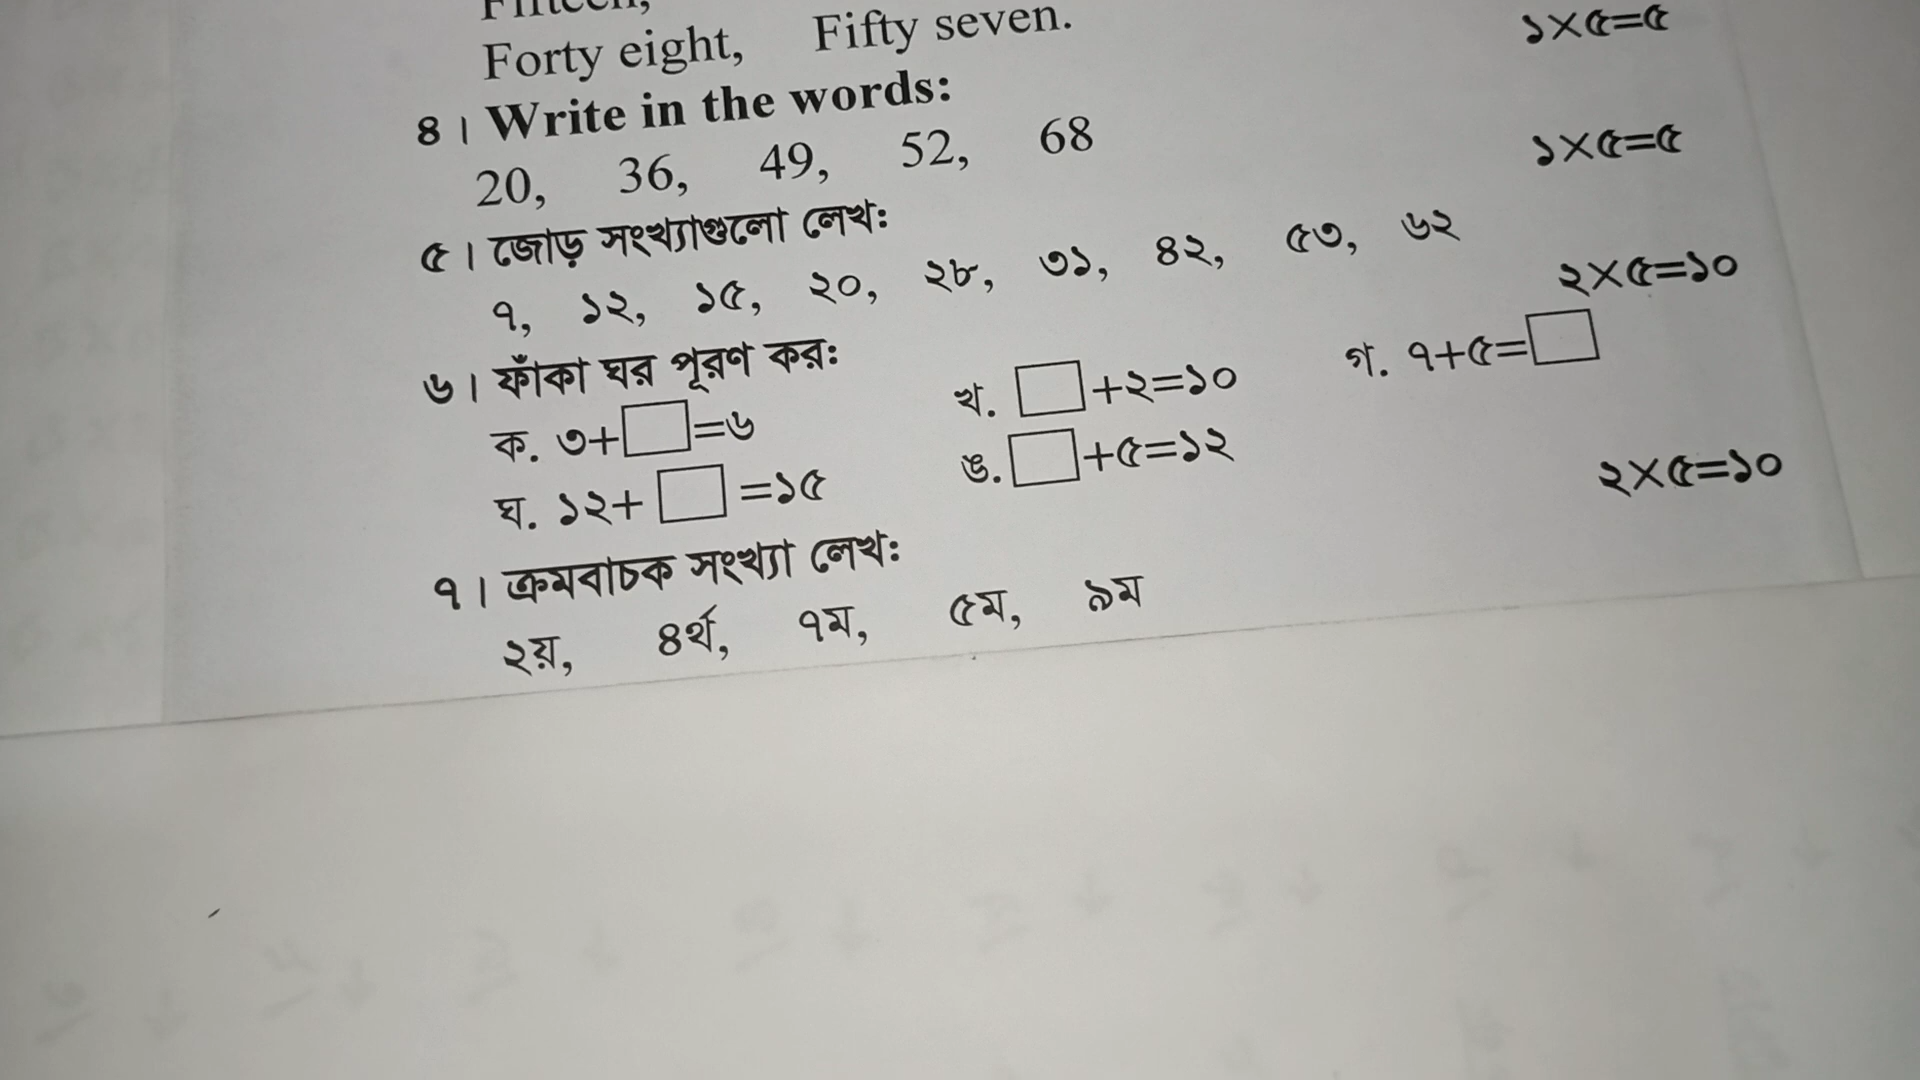 Fifteen,
Forty eight, Fifty seven. ১×৫=৫
৪। Write in the words:
20, 36, 49, 52, 68 ১×৫=৫
৫। জোড় সংখ্যাগুলো লেখঃ
৭, ১২, ১৫, ২০, ২৮, ৩১, ৪২, ৫৩, ৬২ ২×৫=১০
৬। ফাঁকা ঘর পূরণ করঃ
ক. ৩+□=৬ খ. □+২=১০ গ. ৭+৫=□
ঘ. ১২+□=১৫ ঙ. □+৫=১২ ২×৫=১০
৭। ক্রমবাচক সংখ্যা লেখঃ
২য়, ৪র্থ, ৭ম, ৫ম, ৯ম